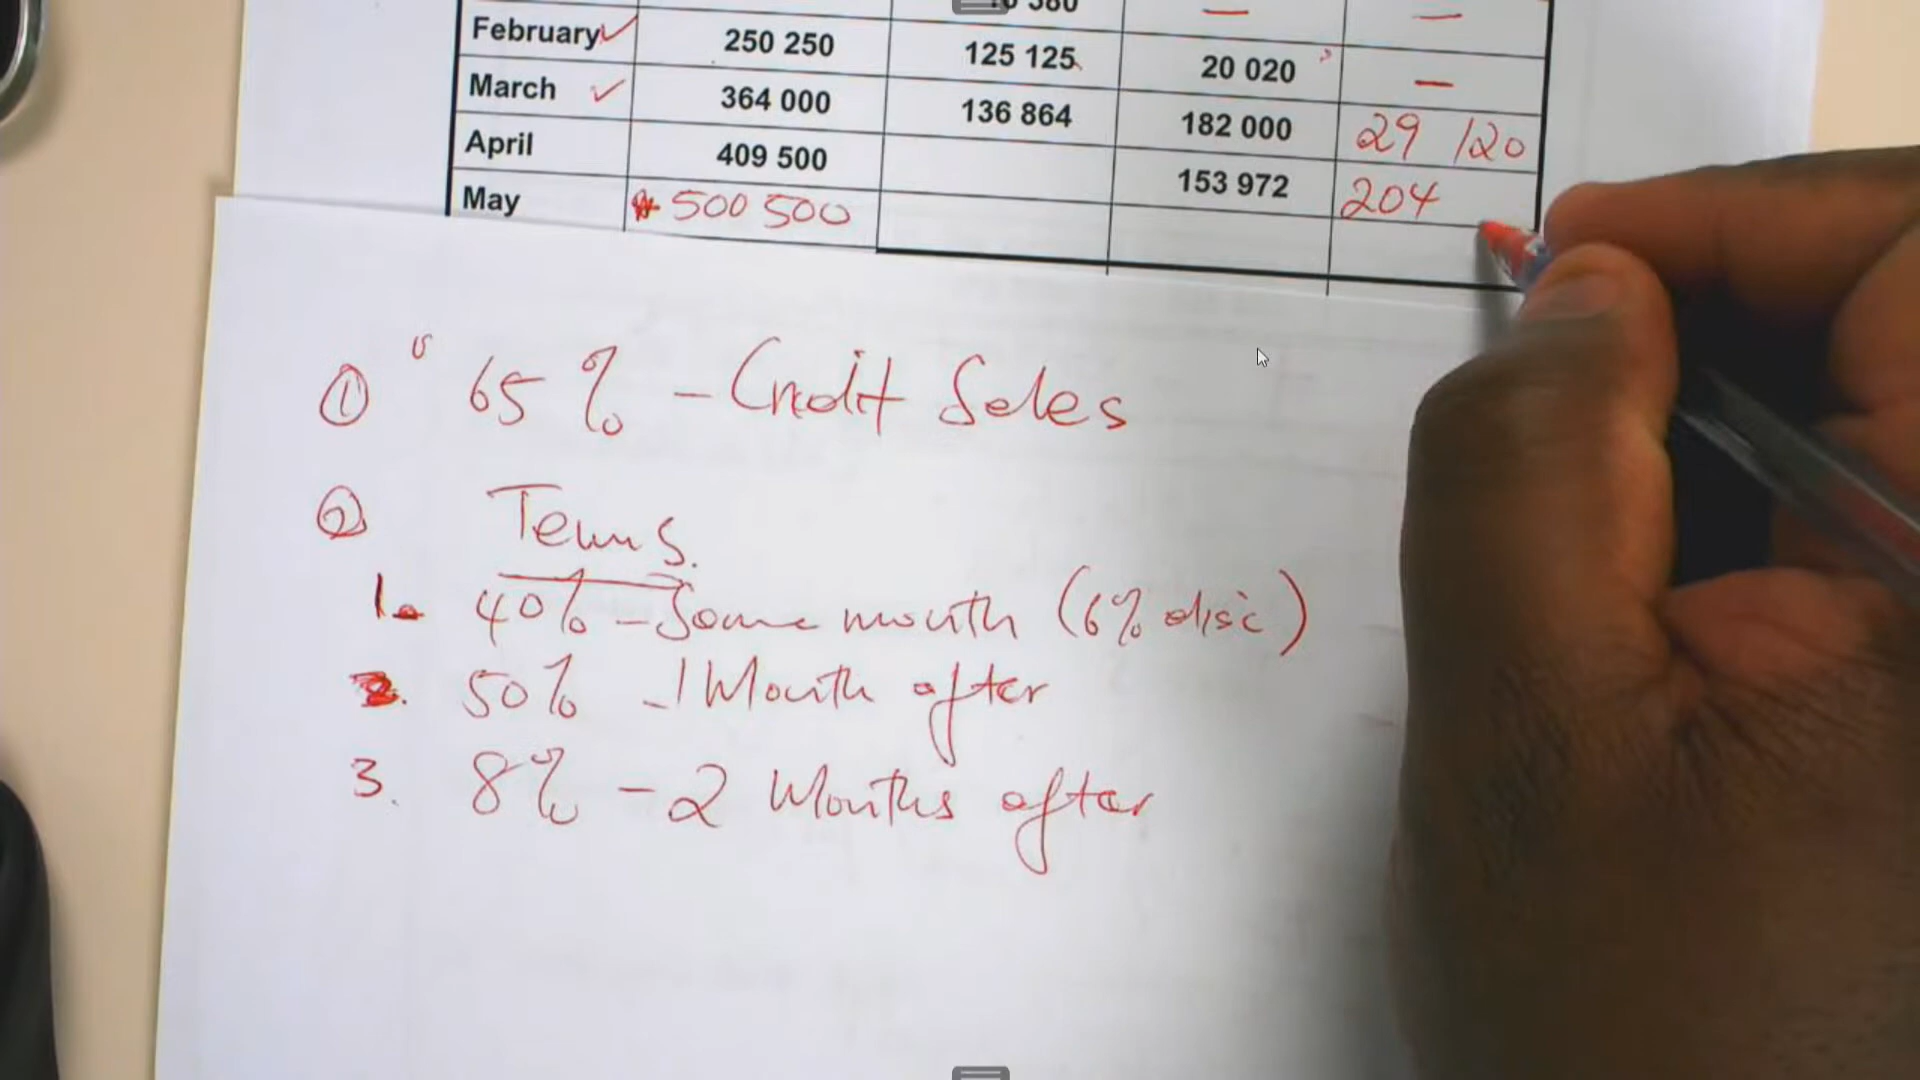 — —
February✓ 250 250 125 125 20 020 —
March ✓ 364 000 136 864 182 000 29 120
April 409 500 153 972 204
May 500 500
① 65% - Credit Sales
② Terms.
1. 40% - Same month (6% disc)
2. 50% - 1 Month after
3. 8% - 2 Months after